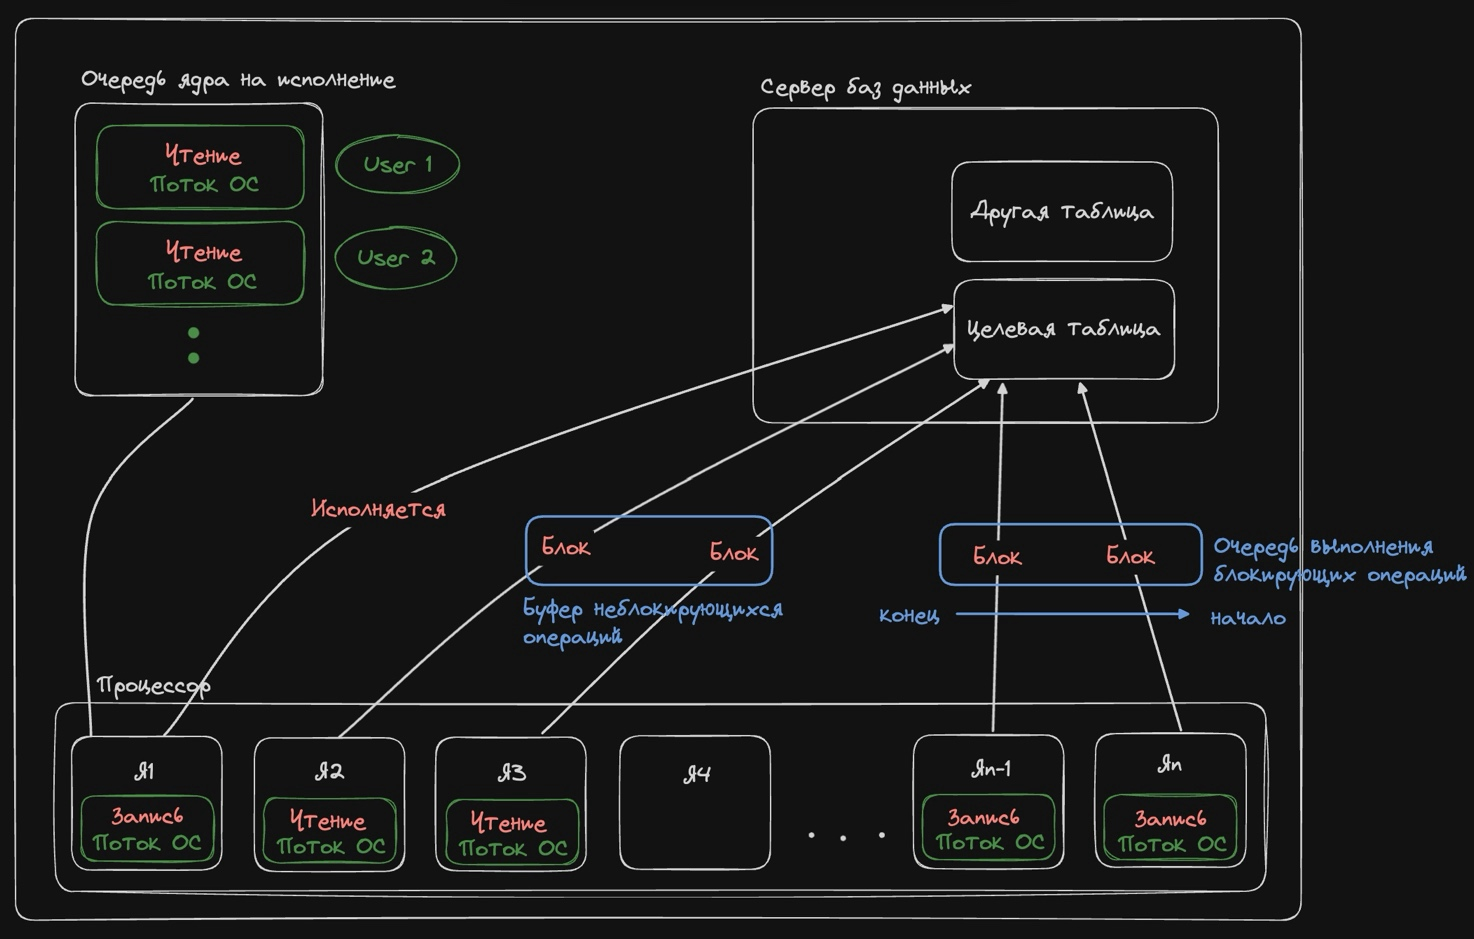 Очередь ядра на исполнение
Чтение
Поток ОС
User 1
Чтение
Поток ОС
User 2
Сервер баз данных
Другая таблица
Целевая таблица
Исполняется
Блок
Блок
Буфер неблокирующихся
операций
Блок
Блок
Очередь выполнения
блокирующих операций
конец
начало
Процессор
Я1
Запись
Поток ОС
Я2
Чтение
Поток ОС
Я3
Чтение
Поток ОС
Я4
. . .
Яn-1
Запись
Поток ОС
Яn
Запись
Поток ОС